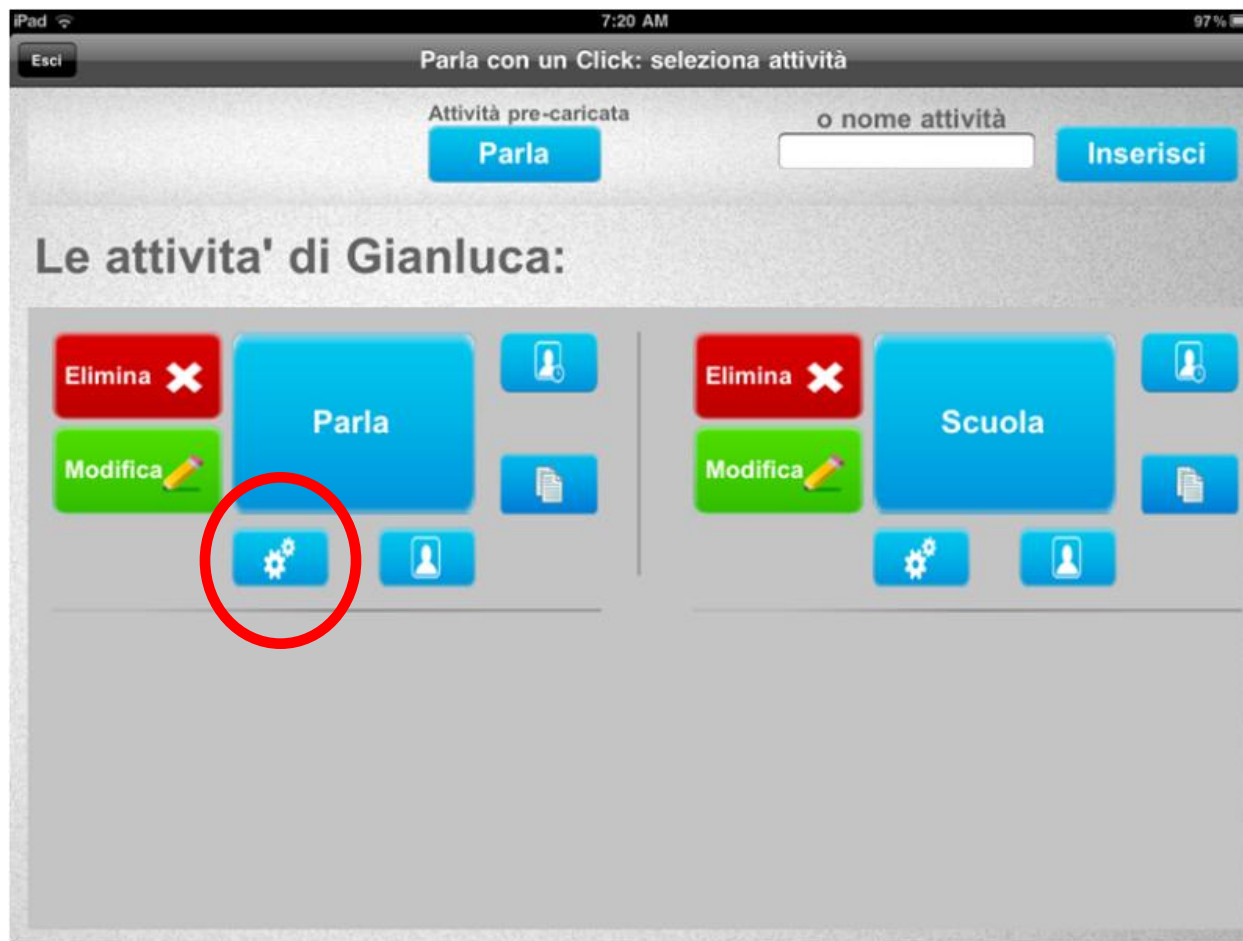 iPad 7:20 AM 97%
Esci Parla con un Click: seleziona attività
Attività pre-caricata
Parla
o nome attività
Inserisci
Le attivita' di Gianluca:
Elimina
Modifica
Parla
Elimina
Modifica
Scuola